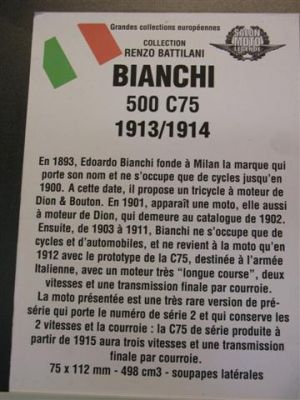 Grandes collections européennes
COLLECTION
RENZO BATTILANI
SALON
MOTO
LEGENDE
BIANCHI
500 C75
1913/1914
En 1893, Edoardo Bianchi fonde à Milan la marque qui
porte son nom et ne s'occupe que de cycles jusqu'en
1900. A cette date, il propose un tricycle à moteur de
Dion & Bouton. En 1901, apparaît une moto, elle aussi
à moteur de Dion, qui demeure au catalogue de 1902.
Ensuite, de 1903 à 1911, Bianchi ne s'occupe que de
cycles et d'automobiles, et ne revient à la moto qu'en
1912 avec le prototype de la C75, destinée à l'armée
Italienne, avec un moteur très "longue course", deux
vitesses et une transmission finale par courroie.
La moto présentée est une très rare version de pré-
série qui porte le numéro de série 2 et qui conserve les
2 vitesses et la courroie : la C75 de série produite à
partir de 1915 aura trois vitesses et une transmission
finale par courroie.
75 x 112 mm - 498 cm3 - soupapes latérales